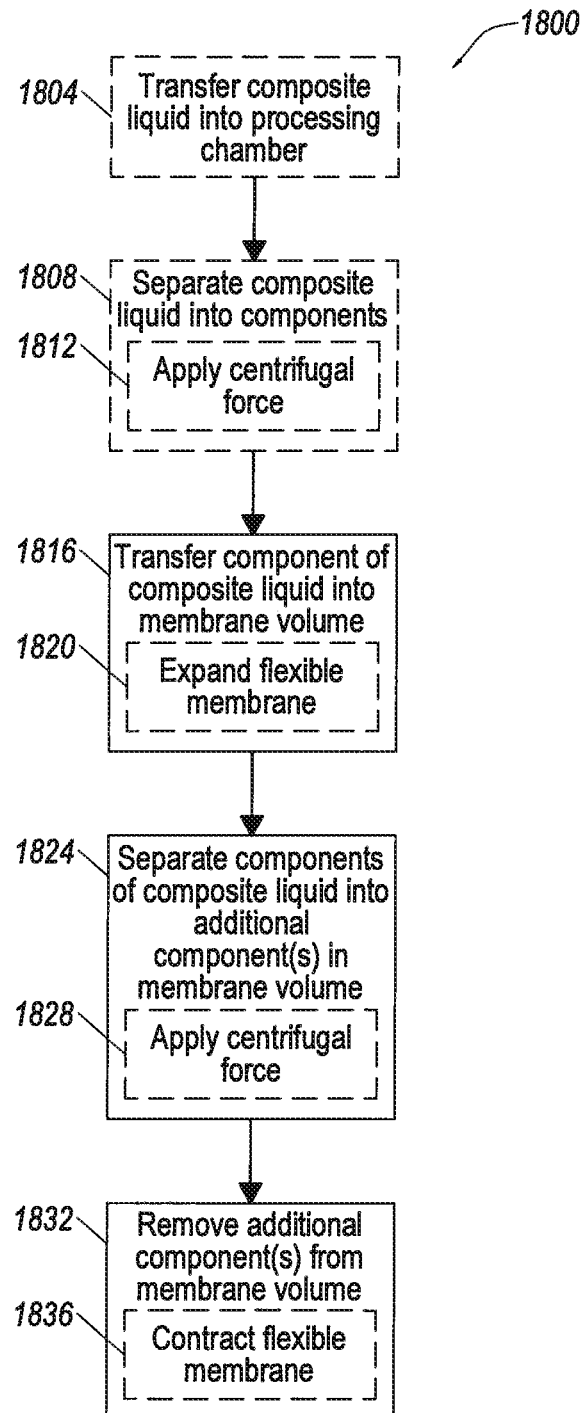 1800
1804
Transfer composite
liquid into processing
chamber
1808
Separate composite
liquid into components
1812
Apply centrifugal
force
1816
Transfer component of
composite liquid into
membrane volume
1820
Expand flexible
membrane
1824
Separate components
of composite liquid into
additional
component(s) in
membrane volume
1828
Apply centrifugal
force
1832
Remove additional
component(s) from
membrane volume
1836
Contract flexible
membrane